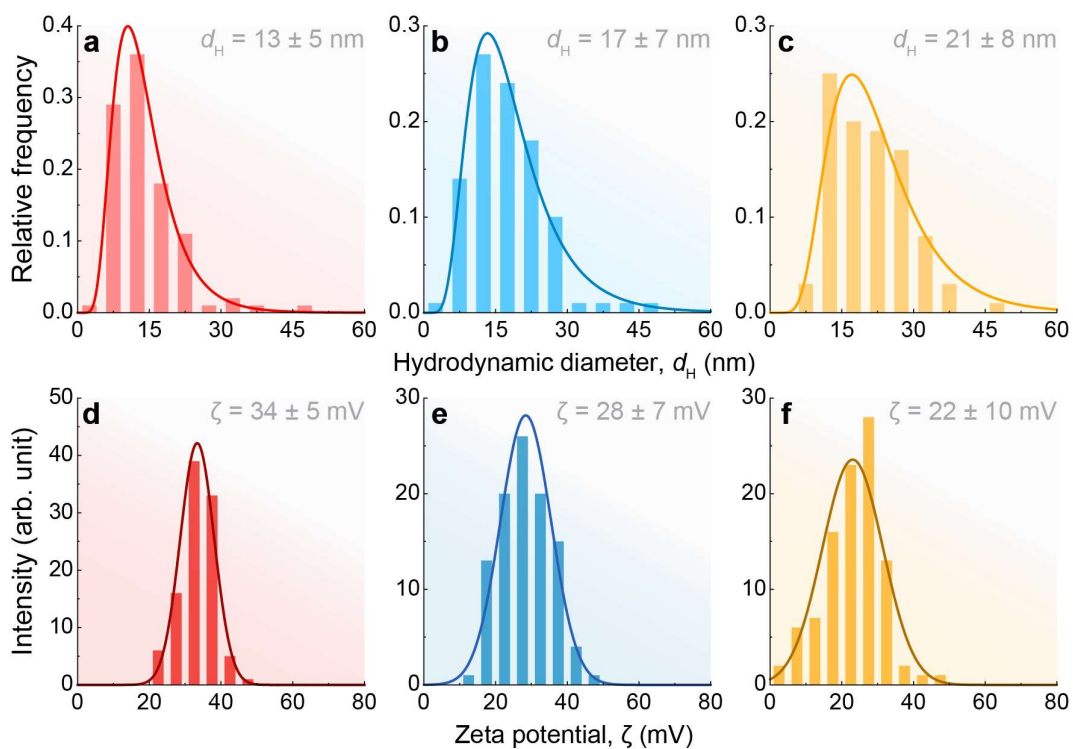 a
d_H = 13 ± 5 nm
b
d_H = 17 ± 7 nm
c
d_H = 21 ± 8 nm
Relative frequency
0.4
0.3
0.2
0.1
0.0
0.3
0.2
0.1
0.0
0.3
0.2
0.1
0.0
0 15 30 45 60
0 15 30 45 60
0 15 30 45 60
Hydrodynamic diameter, d_H (nm)
d
ζ = 34 ± 5 mV
e
ζ = 28 ± 7 mV
f
ζ = 22 ± 10 mV
Intensity (arb. unit)
50
40
30
20
10
0
30
20
10
0
30
20
10
0
0 20 40 60 80
0 20 40 60 80
0 20 40 60 80
Zeta potential, ζ (mV)